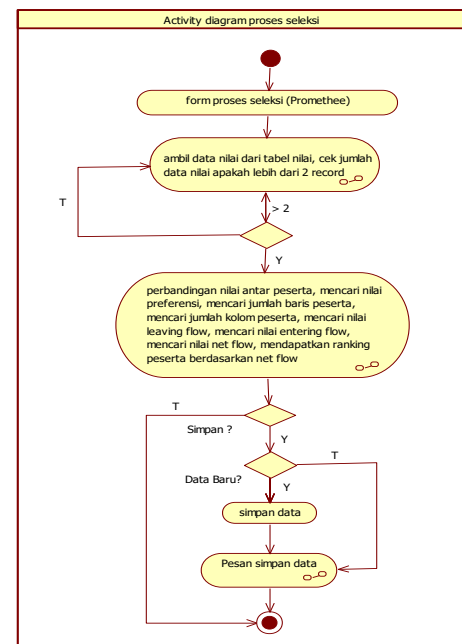 Activity diagram proses seleksi
form proses seleksi (Promethee)
ambil data nilai dari tabel nilai, cek jumlah
data nilai apakah lebih dari 2 record
T
> 2
Y
perbandingan nilai antar peserta, mencari nilai
preferensi, mencari jumlah baris peserta,
mencari jumlah kolom peserta, mencari nilai
leaving flow, mencari nilai entering flow,
mencari nilai net flow, mendapatkan ranking
peserta berdasarkan net flow
T
Simpan ?
Y
T
Data Baru?
Y
simpan data
Pesan simpan data